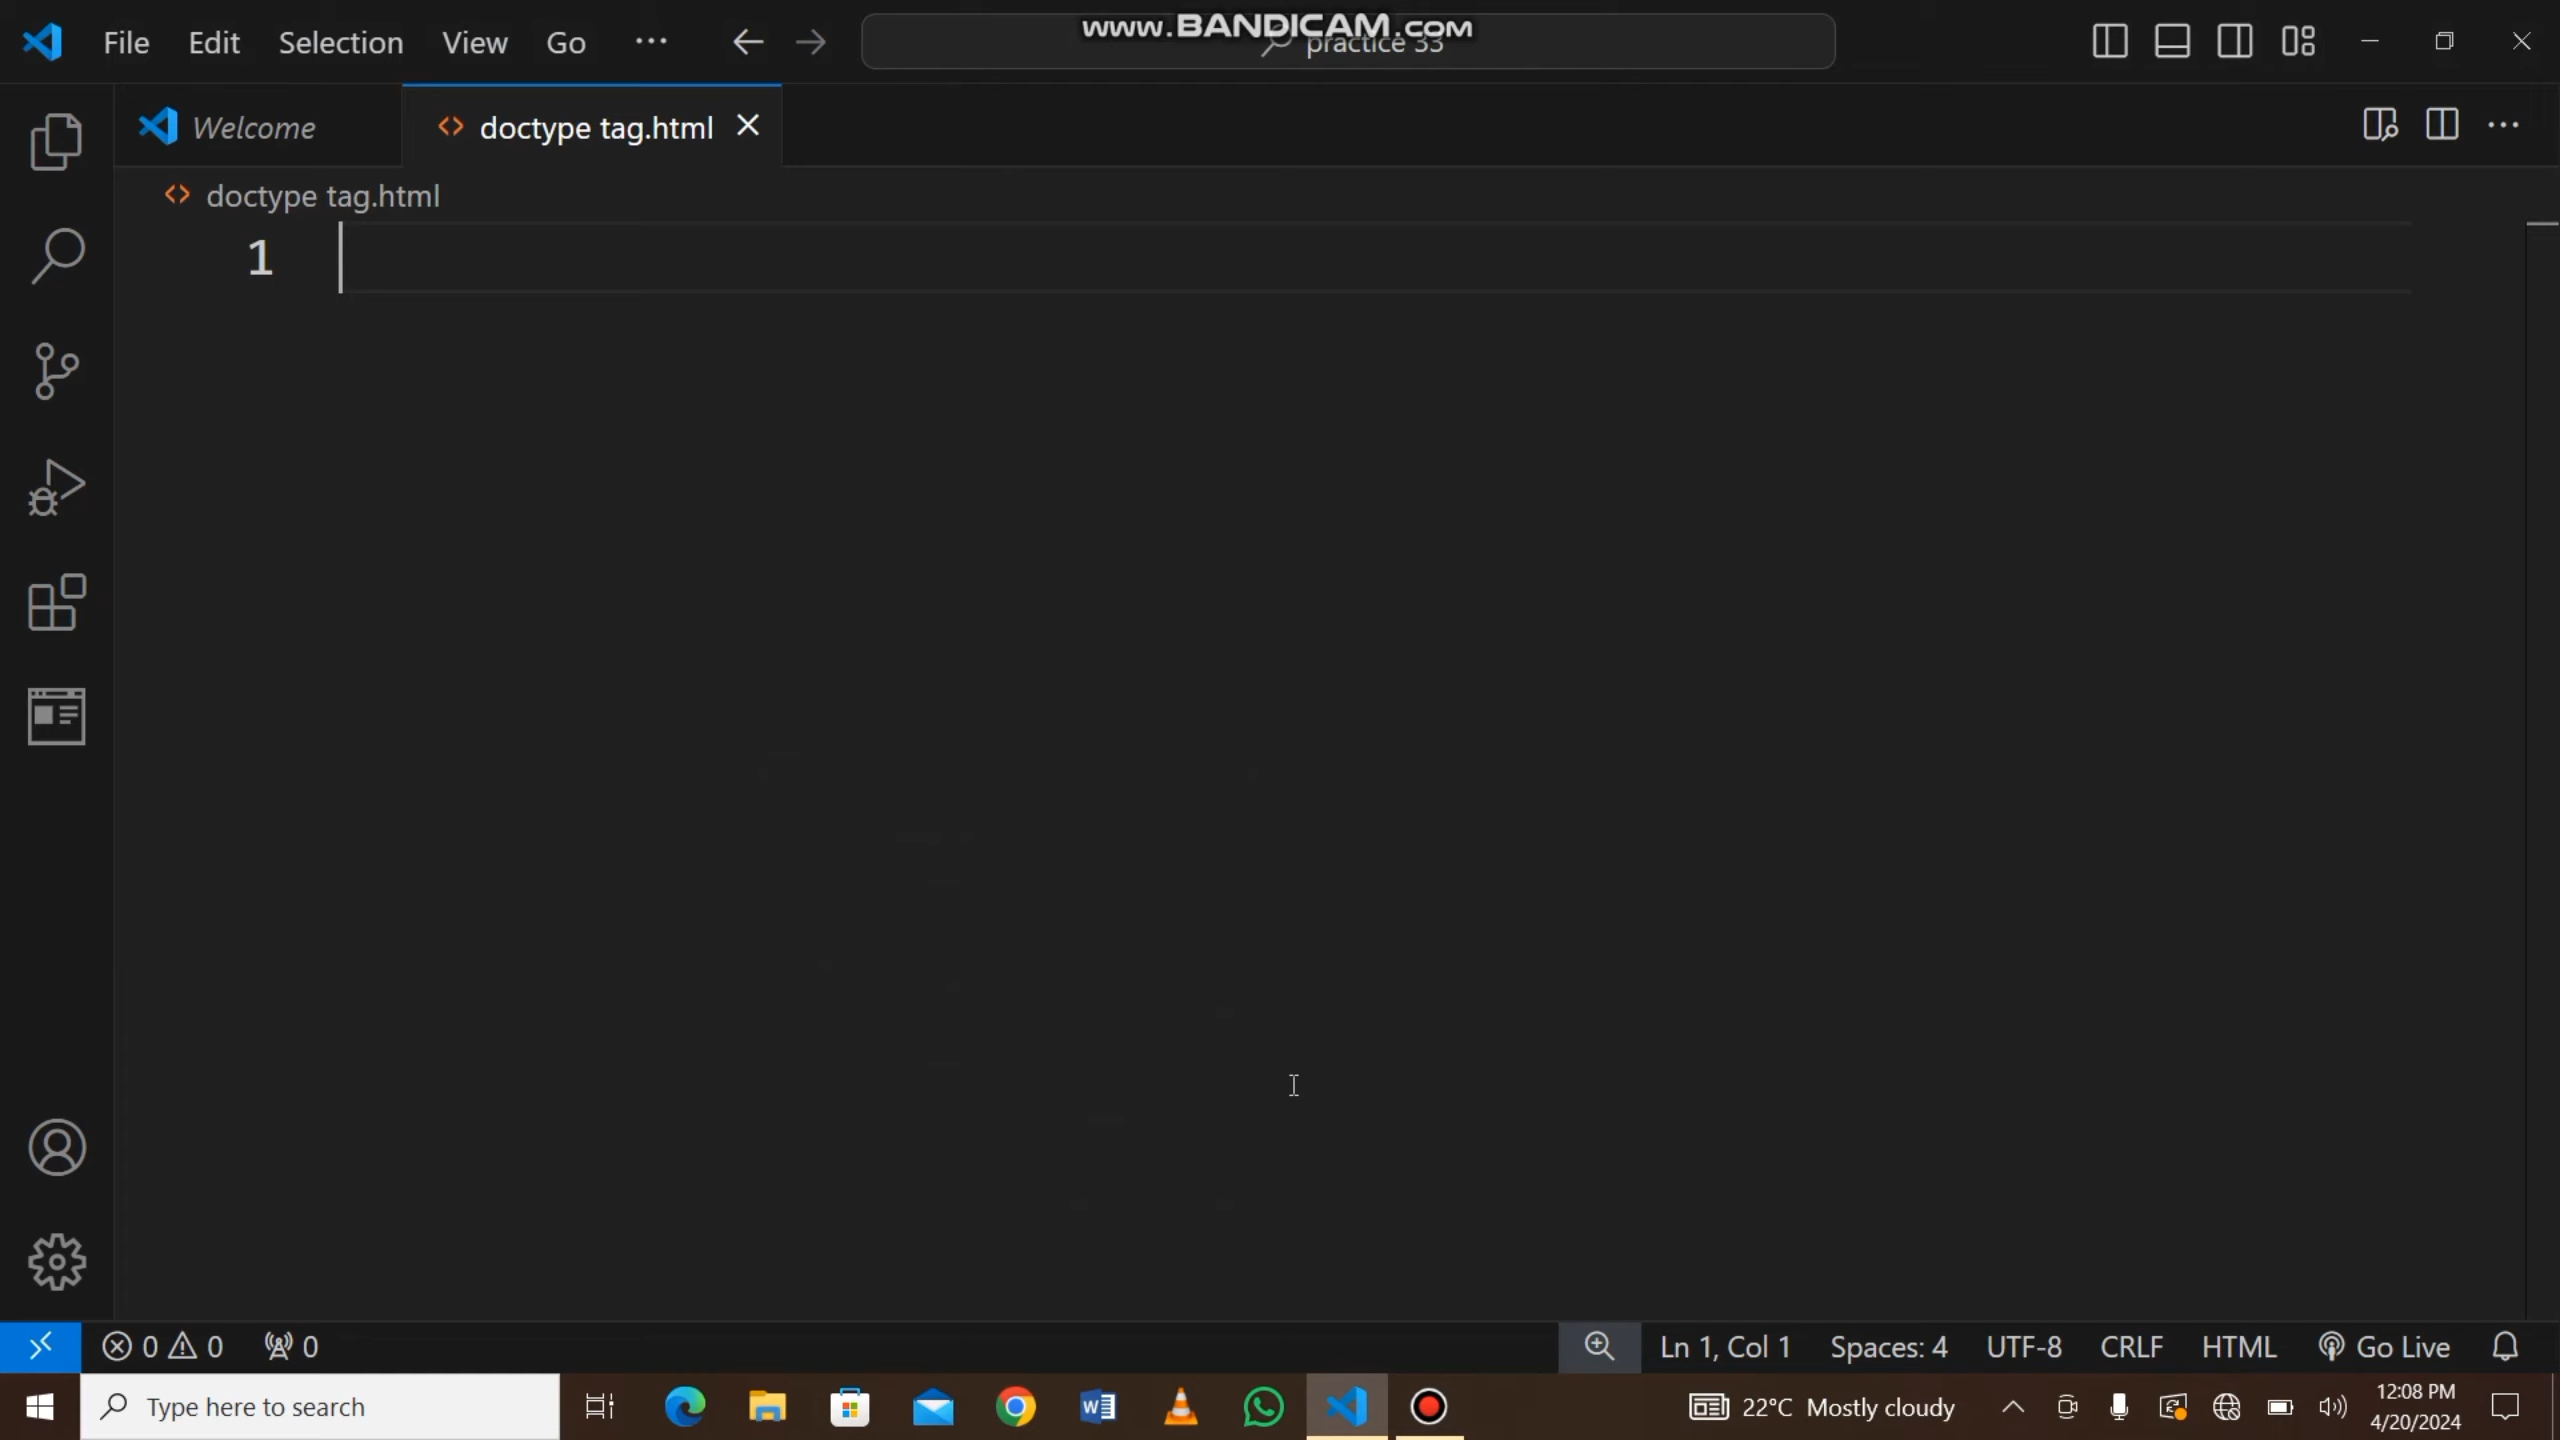 www.BANDICAM.com
File Edit Selection View Go ... practice 33
Welcome doctype tag.html
doctype tag.html
1
0 0 0 Ln 1, Col 1 Spaces: 4 UTF-8 CRLF HTML Go Live
Type here to search 22°C Mostly cloudy 12:08 PM
4/20/2024